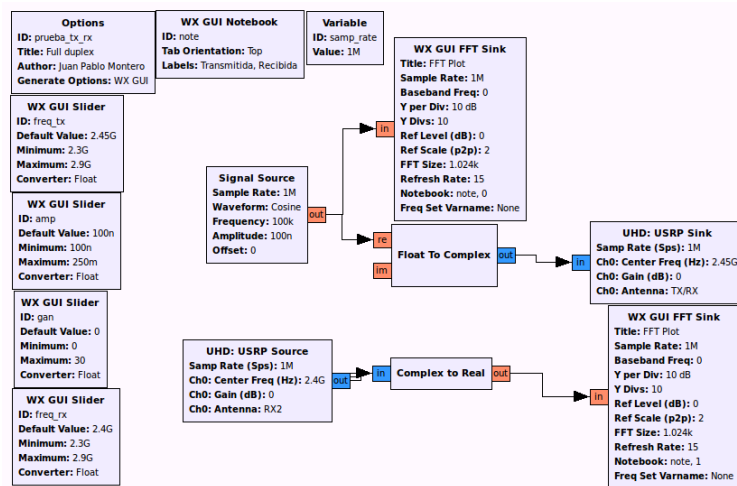 Options
ID: prueba_tx_rx
Title: Full duplex
Author: Juan Pablo Montero
Generate Options: WX GUI
WX GUI Notebook
ID: note
Tab Orientation: Top
Labels: Transmitida, Recibida
Variable
ID: samp_rate
Value: 1M
WX GUI FFT Sink
Title: FFT Plot
Sample Rate: 1M
Baseband Freq: 0
Y per Div: 10 dB
Y Divs: 10
Ref Level (dB): 0
Ref Scale (p2p): 2
FFT Size: 1.024k
Refresh Rate: 15
Notebook: note, 0
Freq Set Varname: None
in
WX GUI Slider
ID: freq_tx
Default Value: 2.45G
Minimum: 2.3G
Maximum: 2.9G
Converter: Float
Signal Source
Sample Rate: 1M
Waveform: Cosine
Frequency: 100k
Amplitude: 100n
Offset: 0
out
WX GUI Slider
ID: amp
Default Value: 100n
Minimum: 100n
Maximum: 250m
Converter: Float
re
im
Float To Complex
out
in
UHD: USRP Sink
Samp Rate (Sps): 1M
Ch0: Center Freq (Hz): 2.45G
Ch0: Gain (dB): 0
Ch0: Antenna: TX/RX
WX GUI Slider
ID: gan
Default Value: 0
Minimum: 0
Maximum: 30
Converter: Float
UHD: USRP Source
Samp Rate (Sps): 1M
Ch0: Center Freq (Hz): 2.4G
Ch0: Gain (dB): 0
Ch0: Antenna: RX2
out
in
Complex to Real
out
in
WX GUI FFT Sink
Title: FFT Plot
Sample Rate: 1M
Baseband Freq: 0
Y per Div: 10 dB
Y Divs: 10
Ref Level (dB): 0
Ref Scale (p2p): 2
FFT Size: 1.024k
Refresh Rate: 15
Notebook: note, 1
Freq Set Varname: None
WX GUI Slider
ID: freq_rx
Default Value: 2.4G
Minimum: 2.3G
Maximum: 2.9G
Converter: Float